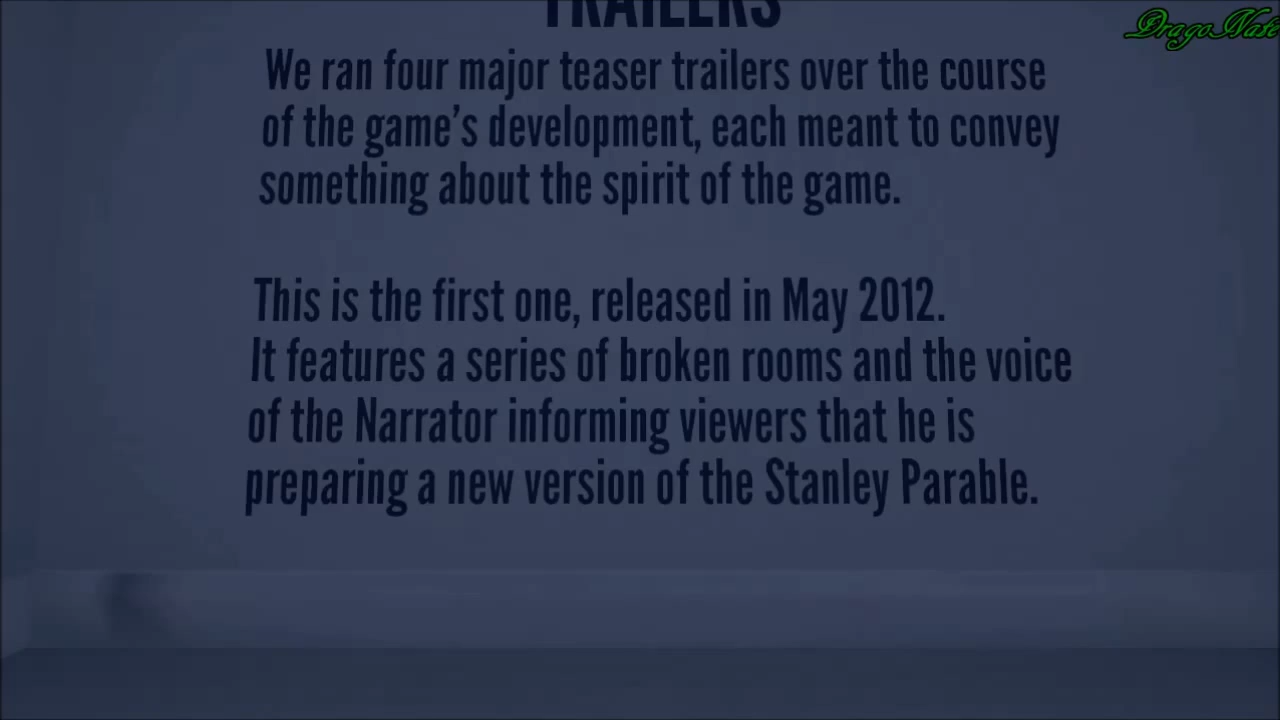 TRAILERS
DragoNate
We ran four major teaser trailers over the course
of the game's development, each meant to convey
something about the spirit of the game.
This is the first one, released in May 2012.
It features a series of broken rooms and the voice
of the Narrator informing viewers that he is
preparing a new version of the Stanley Parable.